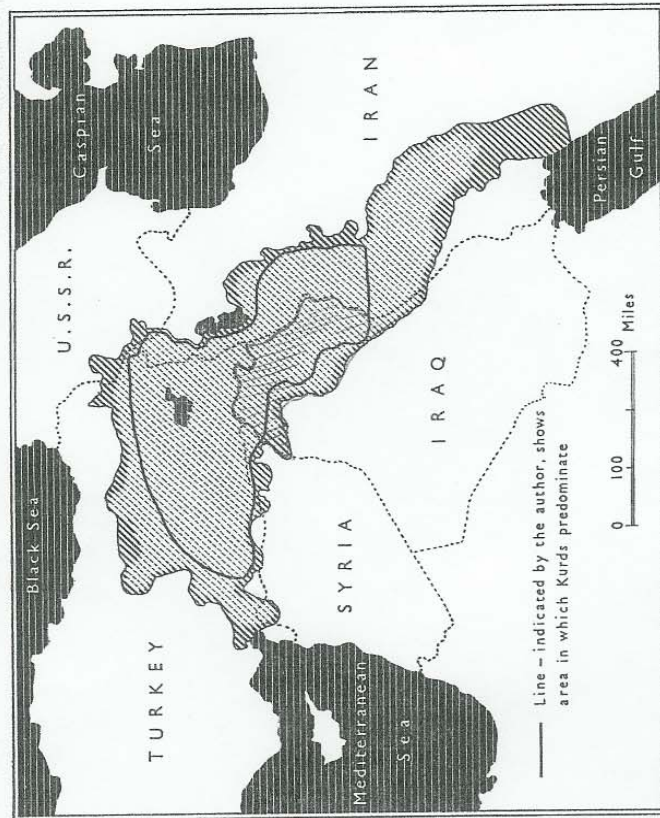 Black Sea
U.S.S.R.
Caspian
Sea
TURKEY
IRAN
Mediterranean
Sea
SYRIA
IRAQ
Persian
Gulf
Line – indicated by the author, shows
area in which Kurds predominate
0 100 400
Miles